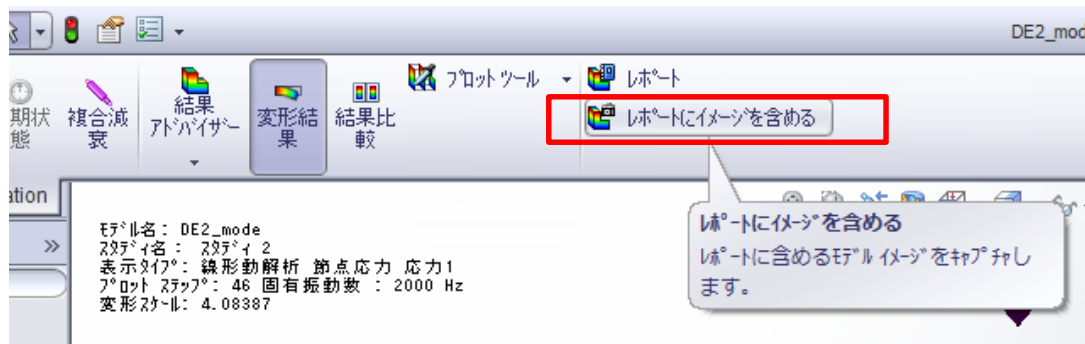 DE2_mod
期状
態
複合減
衰
結果
ｱﾄﾞﾊﾞｲｻﾞｰ
変形結
果
結果比
較
ﾌﾟﾛｯﾄ ﾂｰﾙ
ﾚﾎﾟｰﾄ
ﾚﾎﾟｰﾄにｲﾒｰｼﾞを含める
ation
ﾓﾃﾞﾙ名: DE2_mode
ｽﾀﾃﾞｨ名: ｽﾀﾃﾞｨ 2
表示ﾀｲﾌﾟ: 線形動解析 節点応力 応力1
ﾌﾟﾛｯﾄ ｽﾃｯﾌﾟ: 46 固有振動数 : 2000 Hz
変形ｽｹｰﾙ: 4.08387
ﾚﾎﾟｰﾄにｲﾒｰｼﾞを含める
ﾚﾎﾟｰﾄに含めるﾓﾃﾞﾙ ｲﾒｰｼﾞをｷｬﾌﾟﾁｬし
ます。